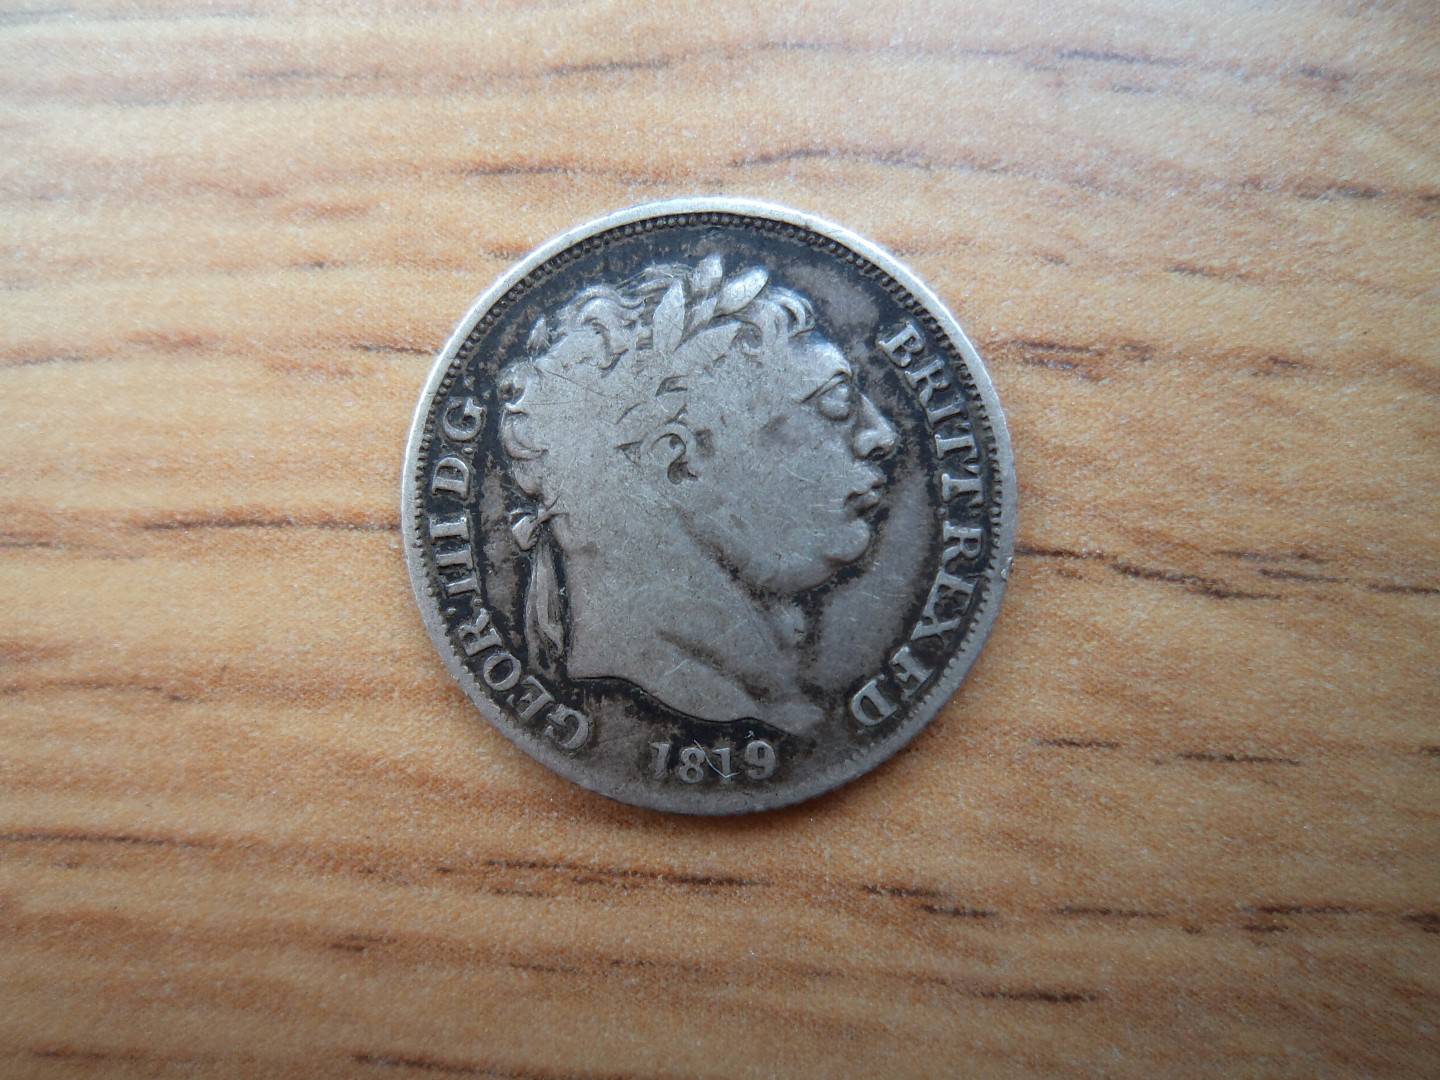 GEOR: III D.G.
BRITT.REX F.D
1819